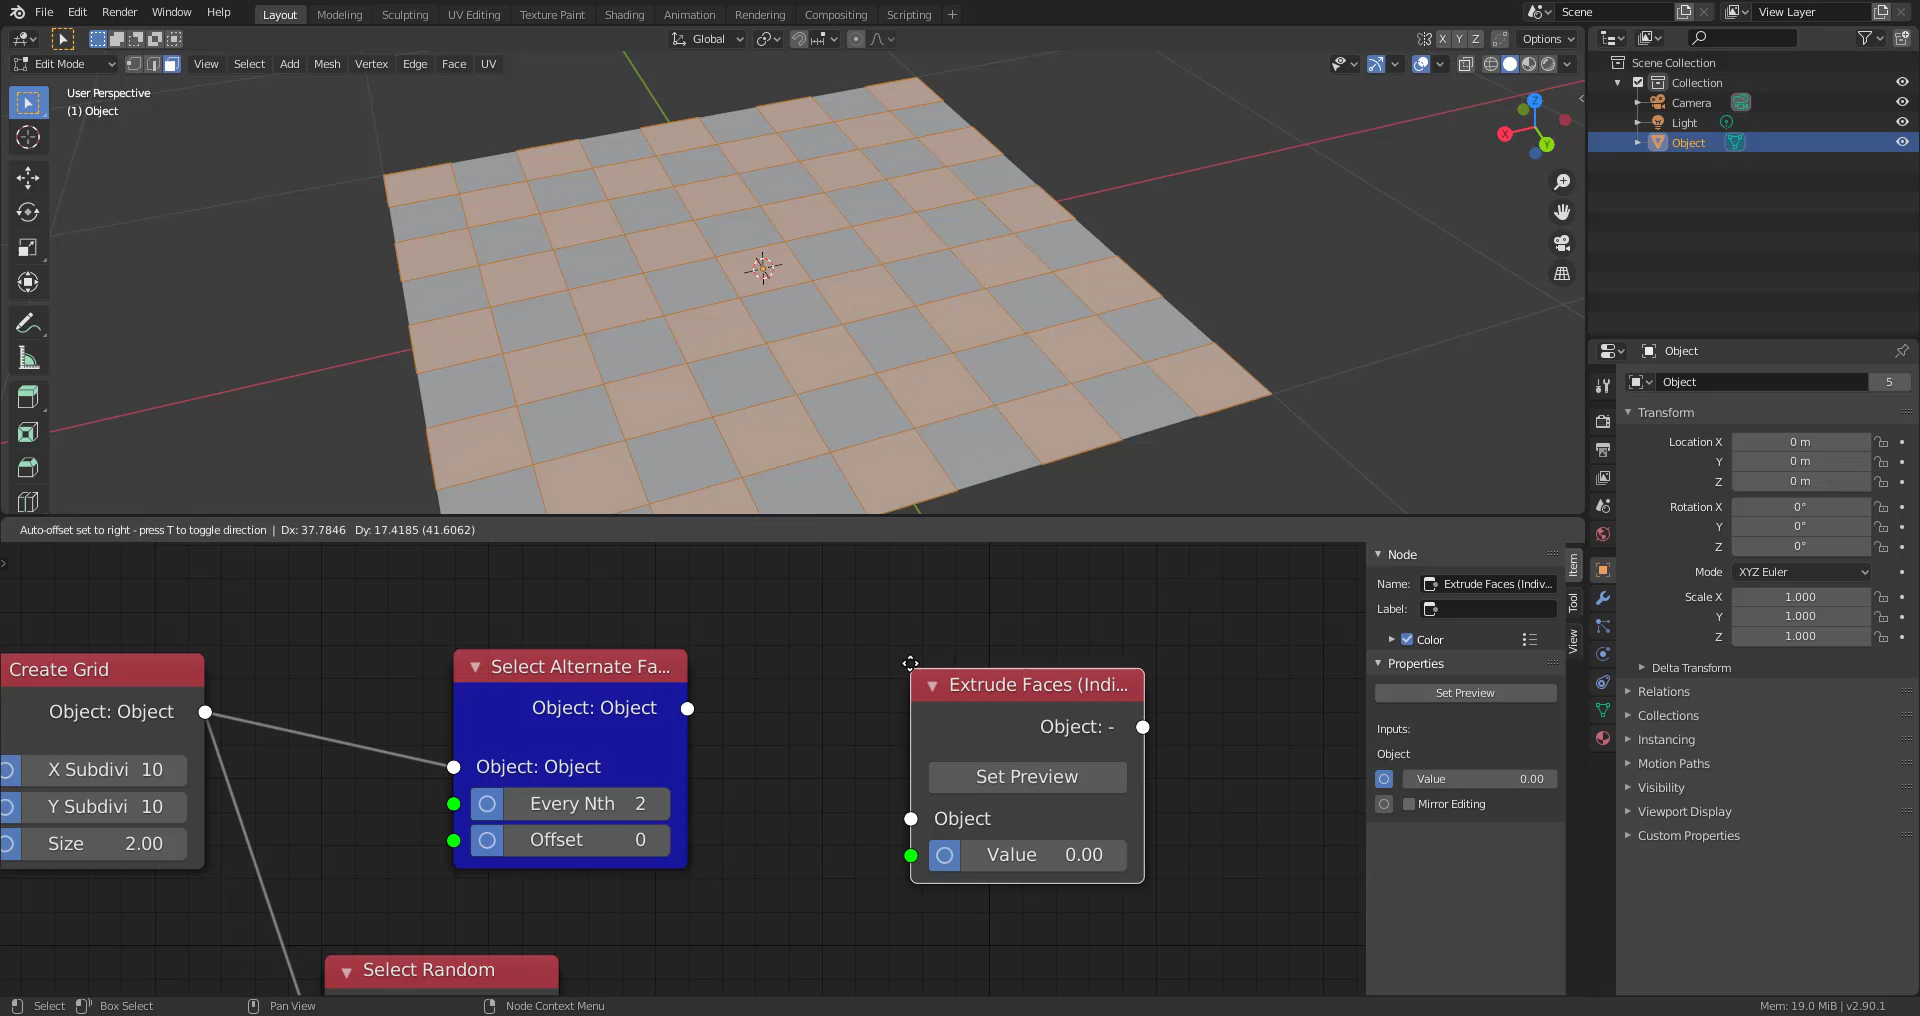 File Edit Render Window Help
Layout Modeling Sculpting UV Editing Texture Paint Shading Animation Rendering Compositing Scripting +
Scene
View Layer
Global
X Y Z
Options
Edit Mode
View Select Add Mesh Vertex Edge Face UV
User Perspective
(1) Object
Z
X
Y
Scene Collection
Collection
Camera
Light
Object
Object
Object 5
Transform
Location X 0 m
Y 0 m
Z 0 m
Rotation X 0°
Y 0°
Z 0°
Mode XYZ Euler
Scale X 1.000
Y 1.000
Z 1.000
Delta Transform
Relations
Collections
Instancing
Motion Paths
Visibility
Viewport Display
Custom Properties
Auto-offset set to right - press T to toggle direction | Dx: 37.7846 Dy: 17.4185 (41.6062)
Create Grid
Object: Object
X Subdivi 10
Y Subdivi 10
Size 2.00
Select Alternate Fa...
Object: Object
Object: Object
Every Nth 2
Offset 0
Extrude Faces (Indi...
Object: -
Set Preview
Object
Value 0.00
Select Random
Node
Name: Extrude Faces (Indiv...
Label:
Color
Properties
Set Preview
Inputs:
Object
Value 0.00
Mirror Editing
Item
Tool
View
Select Box Select Pan View Node Context Menu
Mem: 19.0 MiB | v2.90.1